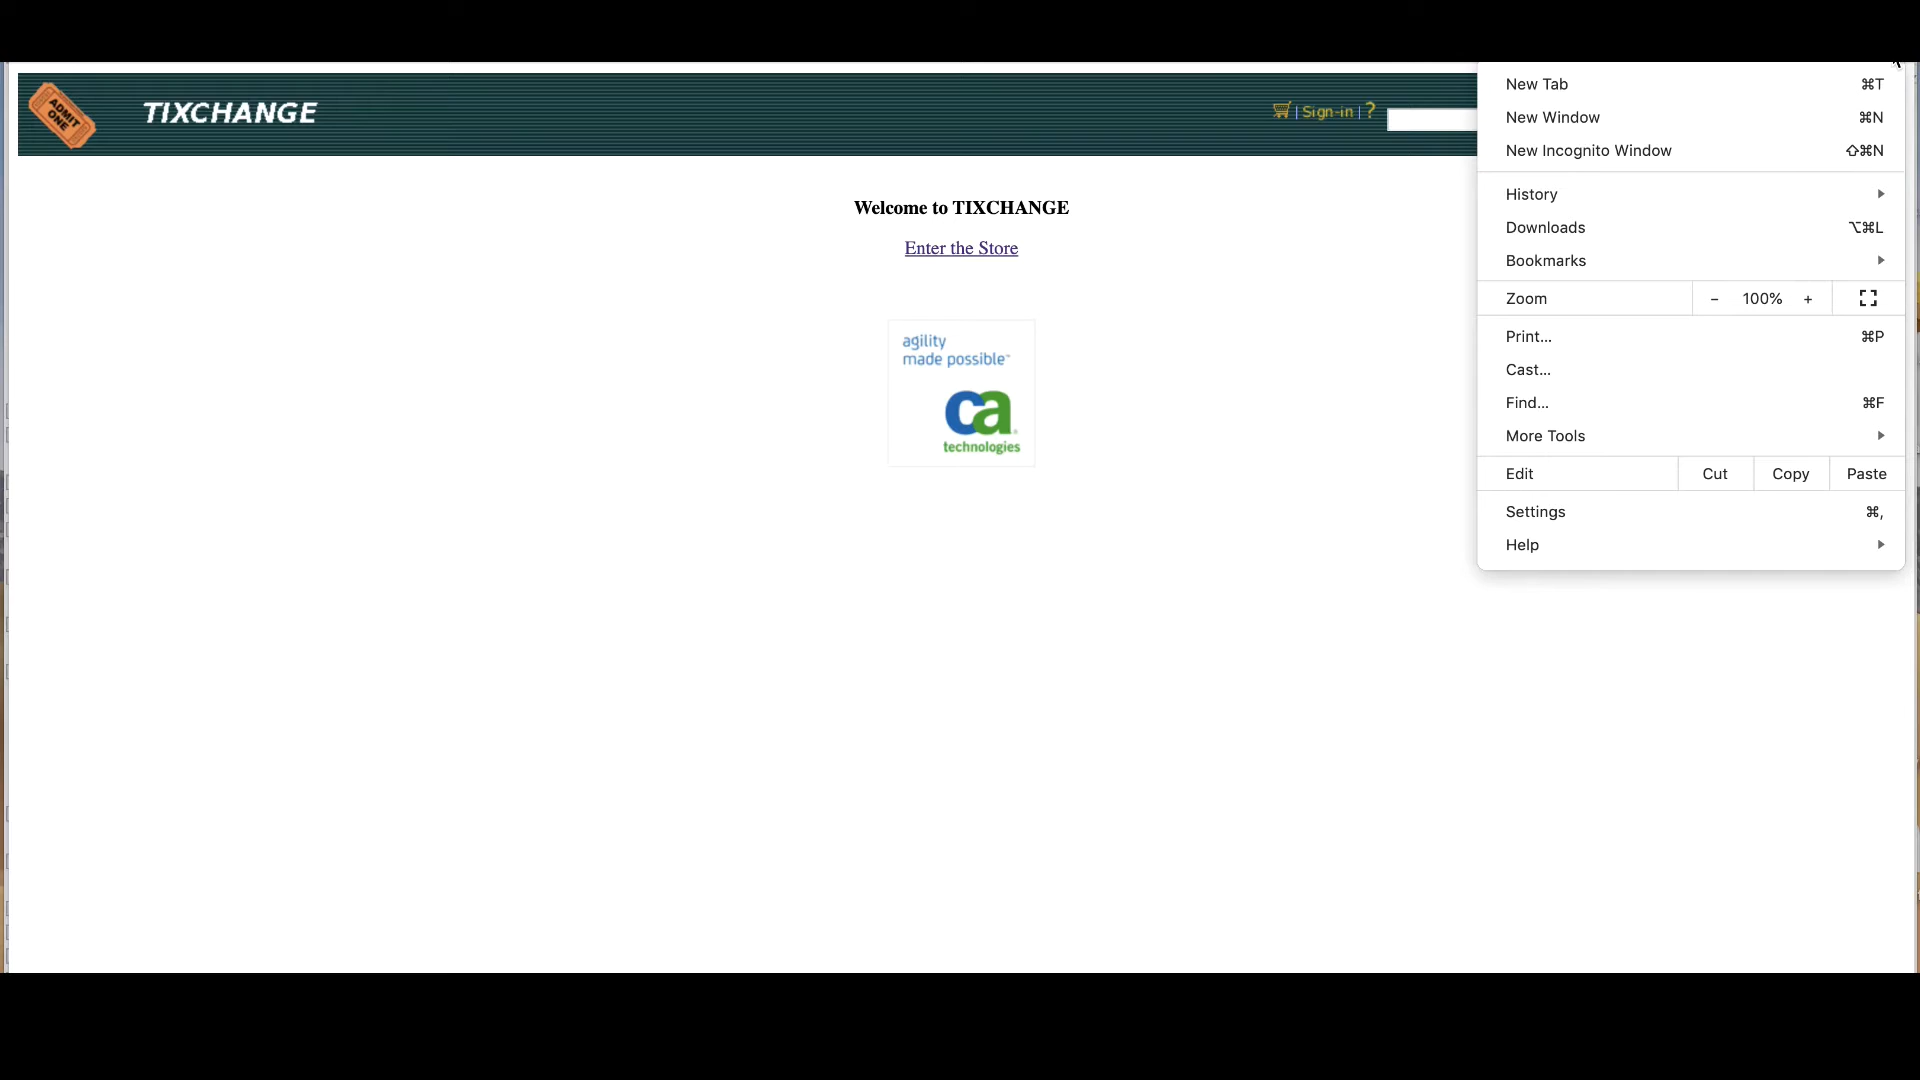 ADMIT
ONE
TIXCHANGE
| Sign-in | ?
Welcome to TIXCHANGE
Enter the Store
agility
made possible™
ca
technologies
New Tab ⌘T
New Window ⌘N
New Incognito Window ⇧⌘N
History
Downloads ⌥⌘L
Bookmarks
Zoom - 100% +
Print... ⌘P
Cast...
Find... ⌘F
More Tools
Edit Cut Copy Paste
Settings ⌘,
Help